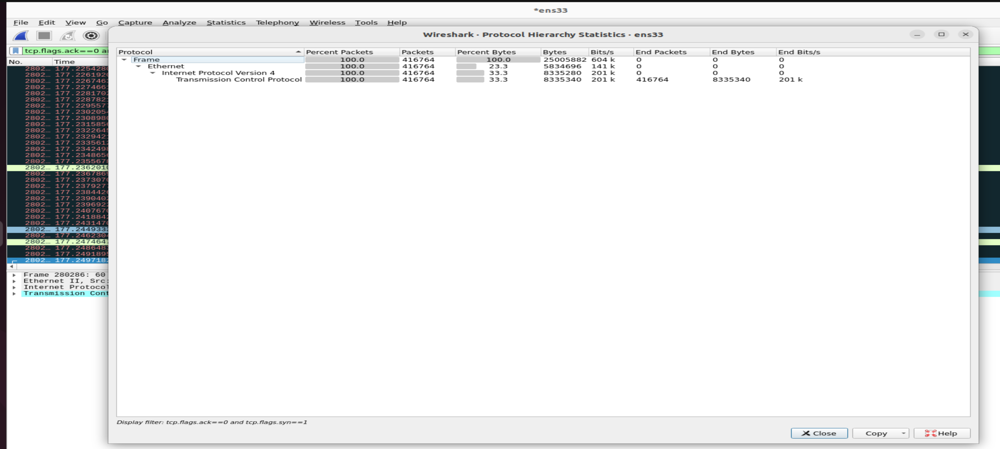 *ens33
File Edit View Go Capture Analyze Statistics Telephony Wireless Tools Help
Wireshark · Protocol Hierarchy Statistics · ens33
tcp.flags.ack==0
No. Time
Protocol Percent Packets Packets Percent Bytes Bytes Bits/s End Packets End Bytes End Bits/s
Frame 100.0 416764 100.0 25005882 604 k 0 0 0
Ethernet 100.0 416764 23.3 5834696 141 k 0 0 0
Internet Protocol Version 4 100.0 416764 33.3 8335280 201 k 0 0 0
Transmission Control Protocol 100.0 416764 33.3 8335340 201 k 416764 8335340 201 k
2802… 177.225428
2802… 177.226192
2802… 177.226746
2802… 177.227466
2802… 177.228170
2802… 177.228782
2802… 177.229557
2802… 177.230205
2802… 177.230898
2802… 177.231585
2802… 177.232264
2802… 177.232942
2802… 177.233561
2802… 177.234249
2802… 177.234865
2802… 177.235567
2802… 177.236201
2802… 177.236786
2802… 177.237307
2802… 177.237927
2802… 177.238442
2802… 177.239040
2802… 177.239692
2802… 177.240767
2802… 177.241884
2802… 177.243147
2802… 177.244933
2802… 177.246230
2802… 177.247464
2802… 177.248648
2802… 177.249189
2802… 177.249718
Frame 280286: 60
Ethernet II, Src:
Internet Protocol
Transmission Cont
Display filter: tcp.flags.ack==0 and tcp.flags.syn==1
Close Copy Help